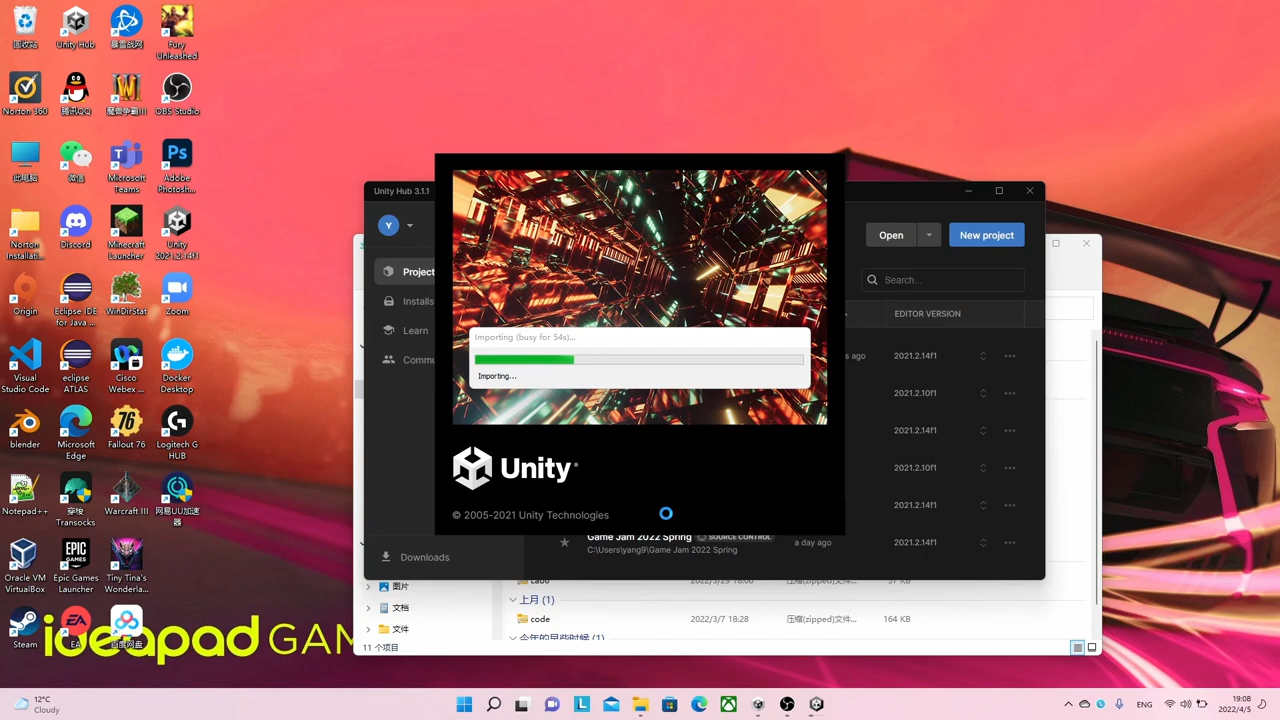 回收站
Unity Hub
暴雪战网
Fury
Unleashed
Norton 360
腾讯QQ
魔兽争霸III
OBS Studio
此电脑
微信
Microsoft
Teams
Adobe
Photosh...
Norton
Installati...
Discord
Minecraft
Launcher
Unity
2021.2.14f1
Origin
Eclipse IDE
for Java ...
WinDirStat
Zoom
Visual
Studio Code
eclipse
ATLAS
Cisco
Webex ...
Docker
Desktop
blender
Microsoft
Edge
Fallout 76
Logitech G
HUB
Notepad++
穿梭
Transocks
Warcraft III
网易UU加速
器
Oracle VM
VirtualBox
Epic Games
Launcher
Tiny Tina's
Wonderla...
Steam
EA
百度网盘
ideapad GAM
Unity Hub 3.1.1
Y
Open
New project
Project
Search...
Installs
EDITOR VERSION
Learn
Commu
s ago
2021.2.14f1
2021.2.10f1
2021.2.14f1
2021.2.10f1
2021.2.14f1
Importing (busy for 54s)...
Importing...
Unity
© 2005-2021 Unity Technologies
Game Jam 2022 Spring
SOURCE CONTROL
C:\Users\yang9\Game Jam 2022 Spring
a day ago
2021.2.14f1
Downloads
图片
上月 (1)
文档
code
2022/3/7 18:28
压缩(zipped)文件...
164 KB
文件
11 个项目
12°C
Cloudy
ENG
19:08
2022/4/5